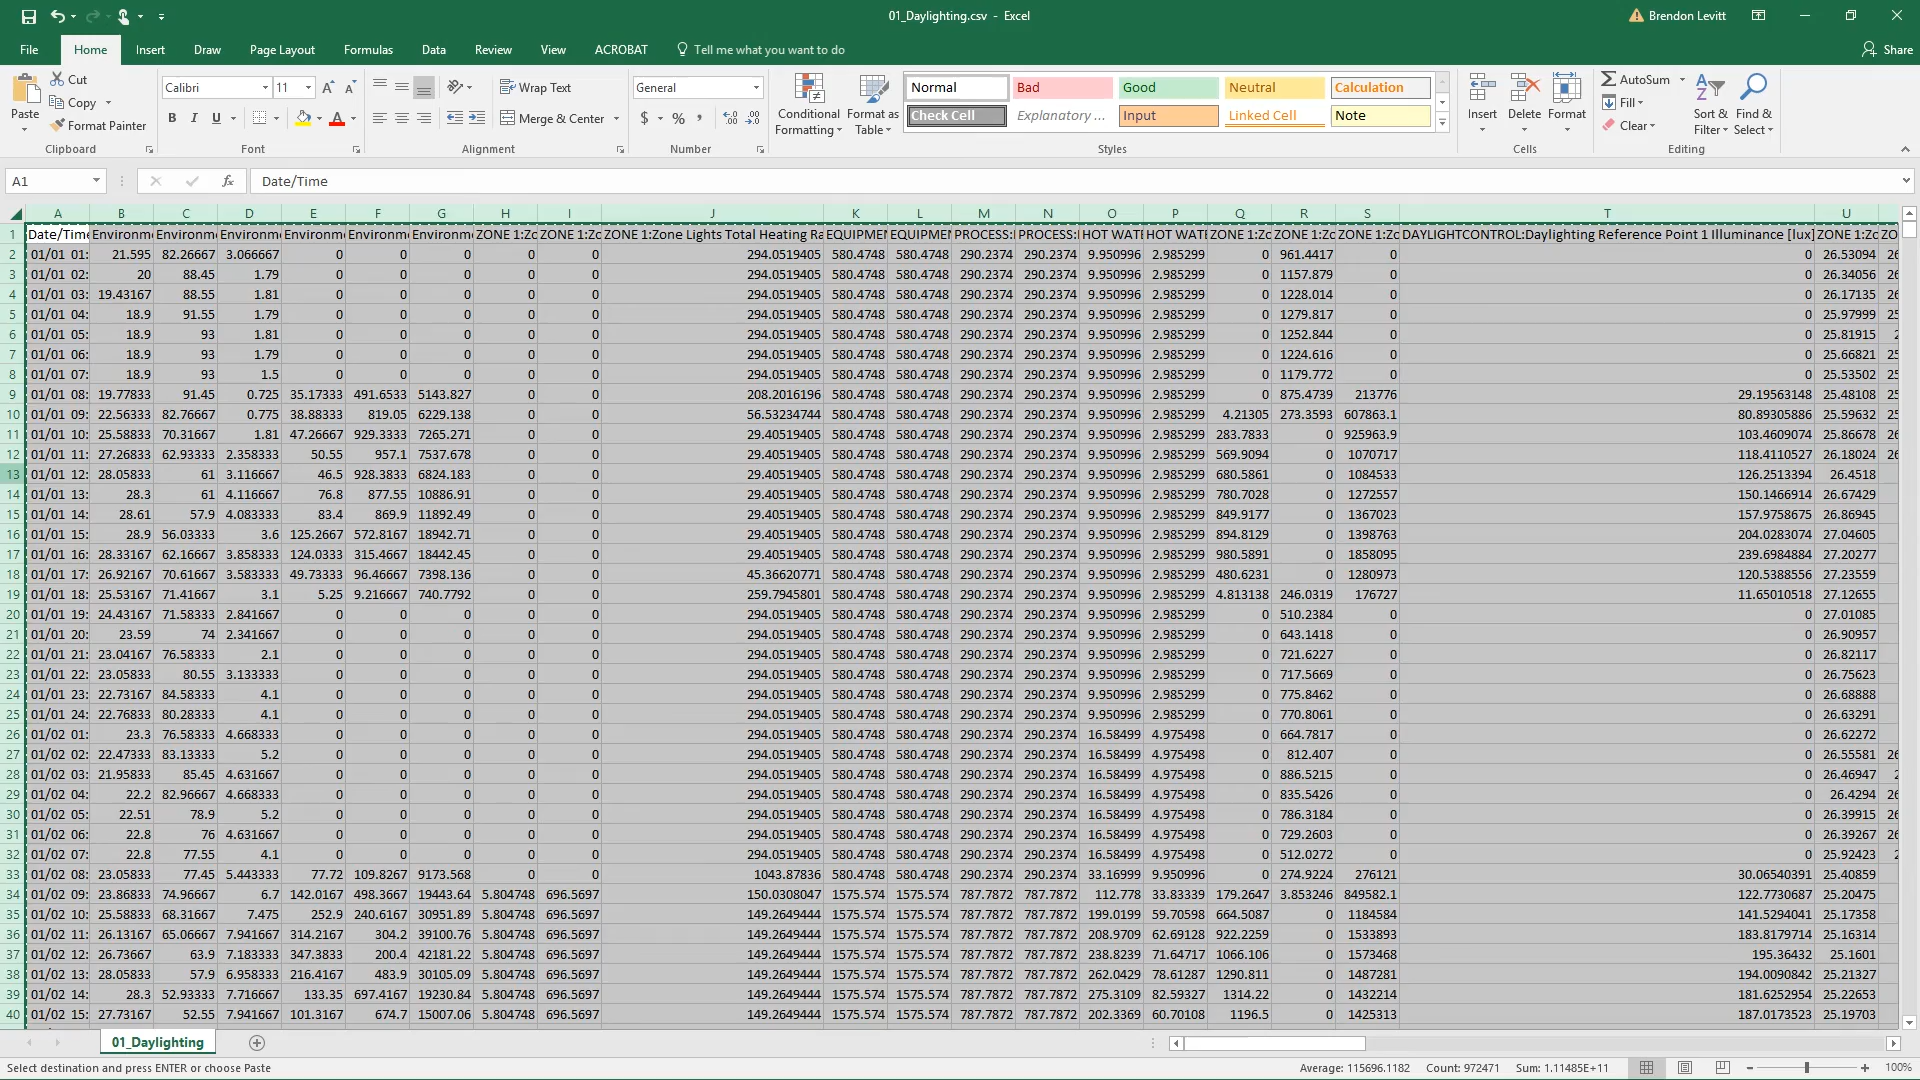 01_Daylighting.csv - Excel
Brendon Levitt
File Home Insert Draw Page Layout Formulas Data Review View ACROBAT Tell me what you want to do Share
Paste Cut Copy Format Painter
Clipboard
Calibri 11
B I U
Font
Wrap Text
Merge & Center
Alignment
General
$ % ,
Number
Conditional Formatting Format as Table
Normal Bad Good Neutral Calculation
Check Cell Explanatory ... Input Linked Cell Note
Styles
Insert Delete Format
Cells
AutoSum
Fill
Clear
Sort & Filter Find & Select
Editing
A1 fx Date/Time
A B C D E F G H I J K L M N O P Q R S T U
1 Date/Time Environme Environme Environme Environme Environme Environme ZONE 1:Zo ZONE 1:Zo ZONE 1:Zone Lights Total Heating Ra EQUIPMEN EQUIPMEN PROCESS: PROCESS: HOT WAT HOT WAT ZONE 1:Zo ZONE 1:Zo ZONE 1:Zo DAYLIGHTCONTROL:Daylighting Reference Point 1 Illuminance [lux] ZONE 1:Zo ZO
2 01/01 01: 21.595 82.26667 3.066667 0 0 0 0 0 294.0519405 580.4748 580.4748 290.2374 290.2374 9.950996 2.985299 0 961.4417 0 0 26.53094 26
3 01/01 02: 20 88.45 1.79 0 0 0 0 0 294.0519405 580.4748 580.4748 290.2374 290.2374 9.950996 2.985299 0 1157.879 0 0 26.34056 26
4 01/01 03: 19.43167 88.55 1.81 0 0 0 0 0 294.0519405 580.4748 580.4748 290.2374 290.2374 9.950996 2.985299 0 1228.014 0 0 26.17135 26
5 01/01 04: 18.9 91.55 1.79 0 0 0 0 0 294.0519405 580.4748 580.4748 290.2374 290.2374 9.950996 2.985299 0 1279.817 0 0 25.97999 25
6 01/01 05: 18.9 93 1.81 0 0 0 0 0 294.0519405 580.4748 580.4748 290.2374 290.2374 9.950996 2.985299 0 1252.844 0 0 25.81915 2
7 01/01 06: 18.9 93 1.79 0 0 0 0 0 294.0519405 580.4748 580.4748 290.2374 290.2374 9.950996 2.985299 0 1224.616 0 0 25.66821 25
8 01/01 07: 18.9 93 1.5 0 0 0 0 0 294.0519405 580.4748 580.4748 290.2374 290.2374 9.950996 2.985299 0 1179.772 0 0 25.53502 25
9 01/01 08: 19.77833 91.45 0.725 35.17333 491.6533 5143.827 0 0 208.2016196 580.4748 580.4748 290.2374 290.2374 9.950996 2.985299 0 875.4739 213776 29.19563148 25.48108 25
10 01/01 09: 22.56333 82.76667 0.775 38.88333 819.05 6229.138 0 0 56.53234744 580.4748 580.4748 290.2374 290.2374 9.950996 2.985299 4.21305 273.3593 607863.1 80.89305886 25.59632 25
11 01/01 10: 25.58833 70.31667 1.81 47.26667 929.3333 7265.271 0 0 29.40519405 580.4748 580.4748 290.2374 290.2374 9.950996 2.985299 283.7833 0 925963.9 103.4609074 25.86678 26
12 01/01 11: 27.26833 62.93333 2.358333 50.55 957.1 7537.678 0 0 29.40519405 580.4748 580.4748 290.2374 290.2374 9.950996 2.985299 569.9094 0 1070717 118.4110527 26.18024 26
13 01/01 12: 28.05833 61 3.116667 46.5 928.3833 6824.183 0 0 29.40519405 580.4748 580.4748 290.2374 290.2374 9.950996 2.985299 680.5861 0 1084533 126.2513394 26.4518
14 01/01 13: 28.3 61 4.116667 76.8 877.55 10886.91 0 0 29.40519405 580.4748 580.4748 290.2374 290.2374 9.950996 2.985299 780.7028 0 1272557 150.1466914 26.67429
15 01/01 14: 28.61 57.9 4.083333 83.4 869.9 11892.49 0 0 29.40519405 580.4748 580.4748 290.2374 290.2374 9.950996 2.985299 849.9177 0 1367023 157.9758675 26.86945
16 01/01 15: 28.9 56.03333 3.6 125.2667 572.8167 18942.71 0 0 29.40519405 580.4748 580.4748 290.2374 290.2374 9.950996 2.985299 894.8129 0 1398763 204.0283074 27.04605
17 01/01 16: 28.33167 62.16667 3.858333 124.0333 315.4667 18442.45 0 0 29.40519405 580.4748 580.4748 290.2374 290.2374 9.950996 2.985299 980.5891 0 1858095 239.6984884 27.20277
18 01/01 17: 26.92167 70.61667 3.583333 49.73333 96.46667 7398.136 0 0 45.36620771 580.4748 580.4748 290.2374 290.2374 9.950996 2.985299 480.6231 0 1280973 120.5388556 27.23559
19 01/01 18: 25.53167 71.41667 3.1 5.25 9.216667 740.7792 0 0 259.7945801 580.4748 580.4748 290.2374 290.2374 9.950996 2.985299 4.813138 246.0319 176727 11.65010518 27.12655
20 01/01 19: 24.43167 71.58333 2.841667 0 0 0 0 0 294.0519405 580.4748 580.4748 290.2374 290.2374 9.950996 2.985299 0 510.2384 0 0 27.01085
21 01/01 20: 23.59 74 2.341667 0 0 0 0 0 294.0519405 580.4748 580.4748 290.2374 290.2374 9.950996 2.985299 0 643.1418 0 0 26.90957
22 01/01 21: 23.04167 76.58333 2.1 0 0 0 0 0 294.0519405 580.4748 580.4748 290.2374 290.2374 9.950996 2.985299 0 721.6227 0 0 26.82117
23 01/01 22: 23.05833 80.55 3.133333 0 0 0 0 0 294.0519405 580.4748 580.4748 290.2374 290.2374 9.950996 2.985299 0 717.5669 0 0 26.75623
24 01/01 23: 22.73167 84.58333 4.1 0 0 0 0 0 294.0519405 580.4748 580.4748 290.2374 290.2374 9.950996 2.985299 0 775.8462 0 0 26.68888
25 01/01 24: 22.76833 80.28333 4.1 0 0 0 0 0 294.0519405 580.4748 580.4748 290.2374 290.2374 9.950996 2.985299 0 770.8061 0 0 26.63291
26 01/02 01: 23.3 76.58333 4.668333 0 0 0 0 0 294.0519405 580.4748 580.4748 290.2374 290.2374 16.58499 4.975498 0 664.7817 0 0 26.62272
27 01/02 02: 22.47333 83.13333 5.2 0 0 0 0 0 294.0519405 580.4748 580.4748 290.2374 290.2374 16.58499 4.975498 0 812.407 0 0 26.55581 26
28 01/02 03: 21.95833 85.45 4.631667 0 0 0 0 0 294.0519405 580.4748 580.4748 290.2374 290.2374 16.58499 4.975498 0 886.5215 0 0 26.46947 2
29 01/02 04: 22.2 82.96667 4.668333 0 0 0 0 0 294.0519405 580.4748 580.4748 290.2374 290.2374 16.58499 4.975498 0 835.5426 0 0 26.4294 26
30 01/02 05: 22.51 78.9 5.2 0 0 0 0 0 294.0519405 580.4748 580.4748 290.2374 290.2374 16.58499 4.975498 0 786.3184 0 0 26.39915 26
31 01/02 06: 22.8 76 4.631667 0 0 0 0 0 294.0519405 580.4748 580.4748 290.2374 290.2374 16.58499 4.975498 0 729.2603 0 0 26.39267 26
32 01/02 07: 22.8 77.55 4.1 0 0 0 0 0 294.0519405 580.4748 580.4748 290.2374 290.2374 16.58499 4.975498 0 512.0272 0 0 25.92423 2
33 01/02 08: 23.05833 77.45 5.443333 77.72 109.8267 9173.568 0 0 1043.87836 580.4748 580.4748 290.2374 290.2374 33.16999 9.950996 0 274.9224 276121 30.06540391 25.40859
34 01/02 09: 23.86833 74.96667 6.7 142.0167 498.3667 19443.64 5.804748 696.5697 150.0308047 1575.574 1575.574 787.7872 787.7872 112.778 33.83339 179.2647 3.853246 849582.1 122.7730687 25.20475
35 01/02 10: 25.58833 68.31667 7.475 252.9 240.6167 30951.89 5.804748 696.5697 149.2649444 1575.574 1575.574 787.7872 787.7872 199.0199 59.70598 664.5087 0 1184584 141.5294041 25.17358
36 01/02 11: 26.13167 65.06667 7.941667 314.2167 304.2 39100.76 5.804748 696.5697 149.2649444 1575.574 1575.574 787.7872 787.7872 208.9709 62.69128 922.2259 0 1533893 183.8179714 25.16314
37 01/02 12: 26.73667 63.9 7.183333 347.3833 200.4 42181.22 5.804748 696.5697 149.2649444 1575.574 1575.574 787.7872 787.7872 238.8239 71.64717 1066.106 0 1573468 195.36432 25.1601
38 01/02 13: 28.05833 57.9 6.958333 216.4167 483.9 30105.09 5.804748 696.5697 149.2649444 1575.574 1575.574 787.7872 787.7872 262.0429 78.61287 1290.811 0 1487281 194.0090842 25.21327
39 01/02 14: 28.3 52.93333 7.716667 133.35 697.4167 19230.84 5.804748 696.5697 149.2649444 1575.574 1575.574 787.7872 787.7872 275.3109 82.59327 1314.22 0 1432214 181.6252954 25.22653
40 01/02 15: 27.73167 52.55 7.941667 101.3167 674.7 15007.06 5.804748 696.5697 149.2649444 1575.574 1575.574 787.7872 787.7872 202.3369 60.70108 1196.5 0 1425313 187.0173523 25.19703
01_Daylighting
Select destination and press ENTER or choose Paste Average: 115696.1182 Count: 972471 Sum: 1.11485E+11 100%